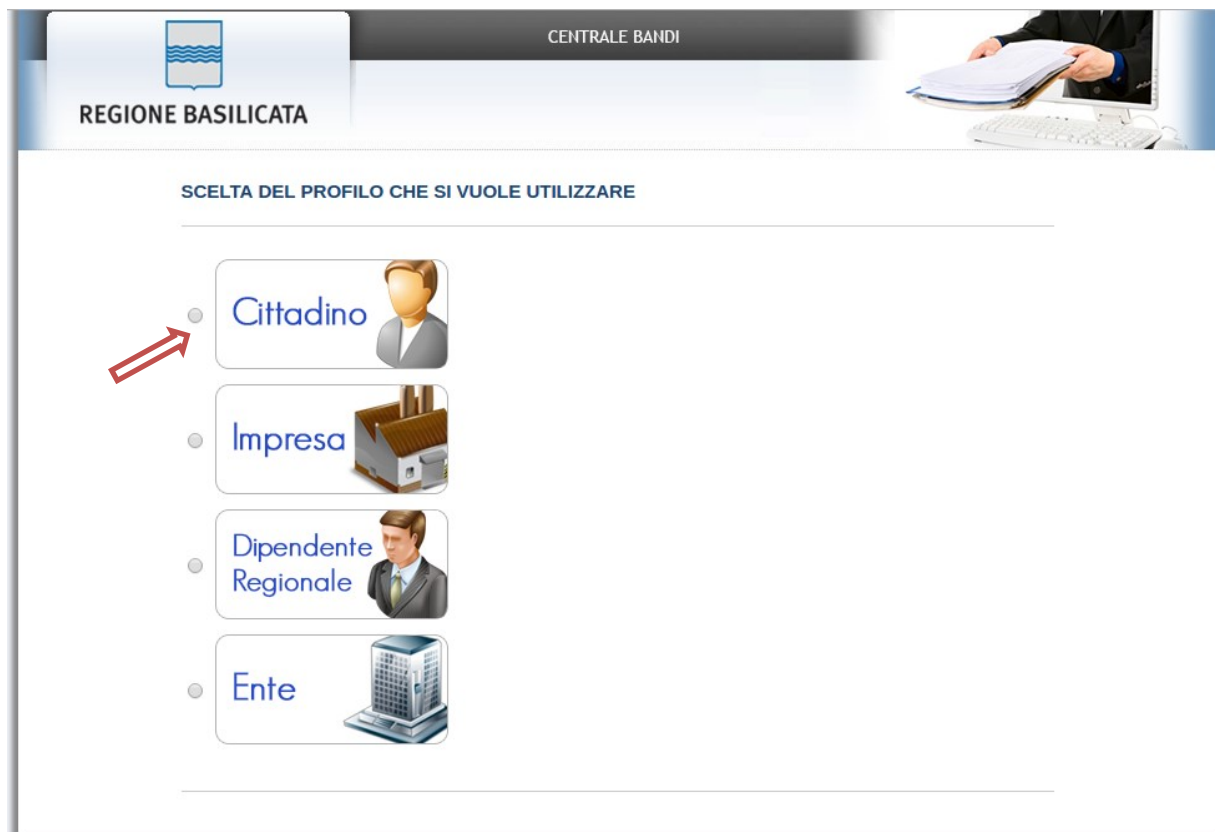 CENTRALE BANDI
REGIONE BASILICATA
SCELTA DEL PROFILO CHE SI VUOLE UTILIZZARE
Cittadino
Impresa
Dipendente
Regionale
Ente